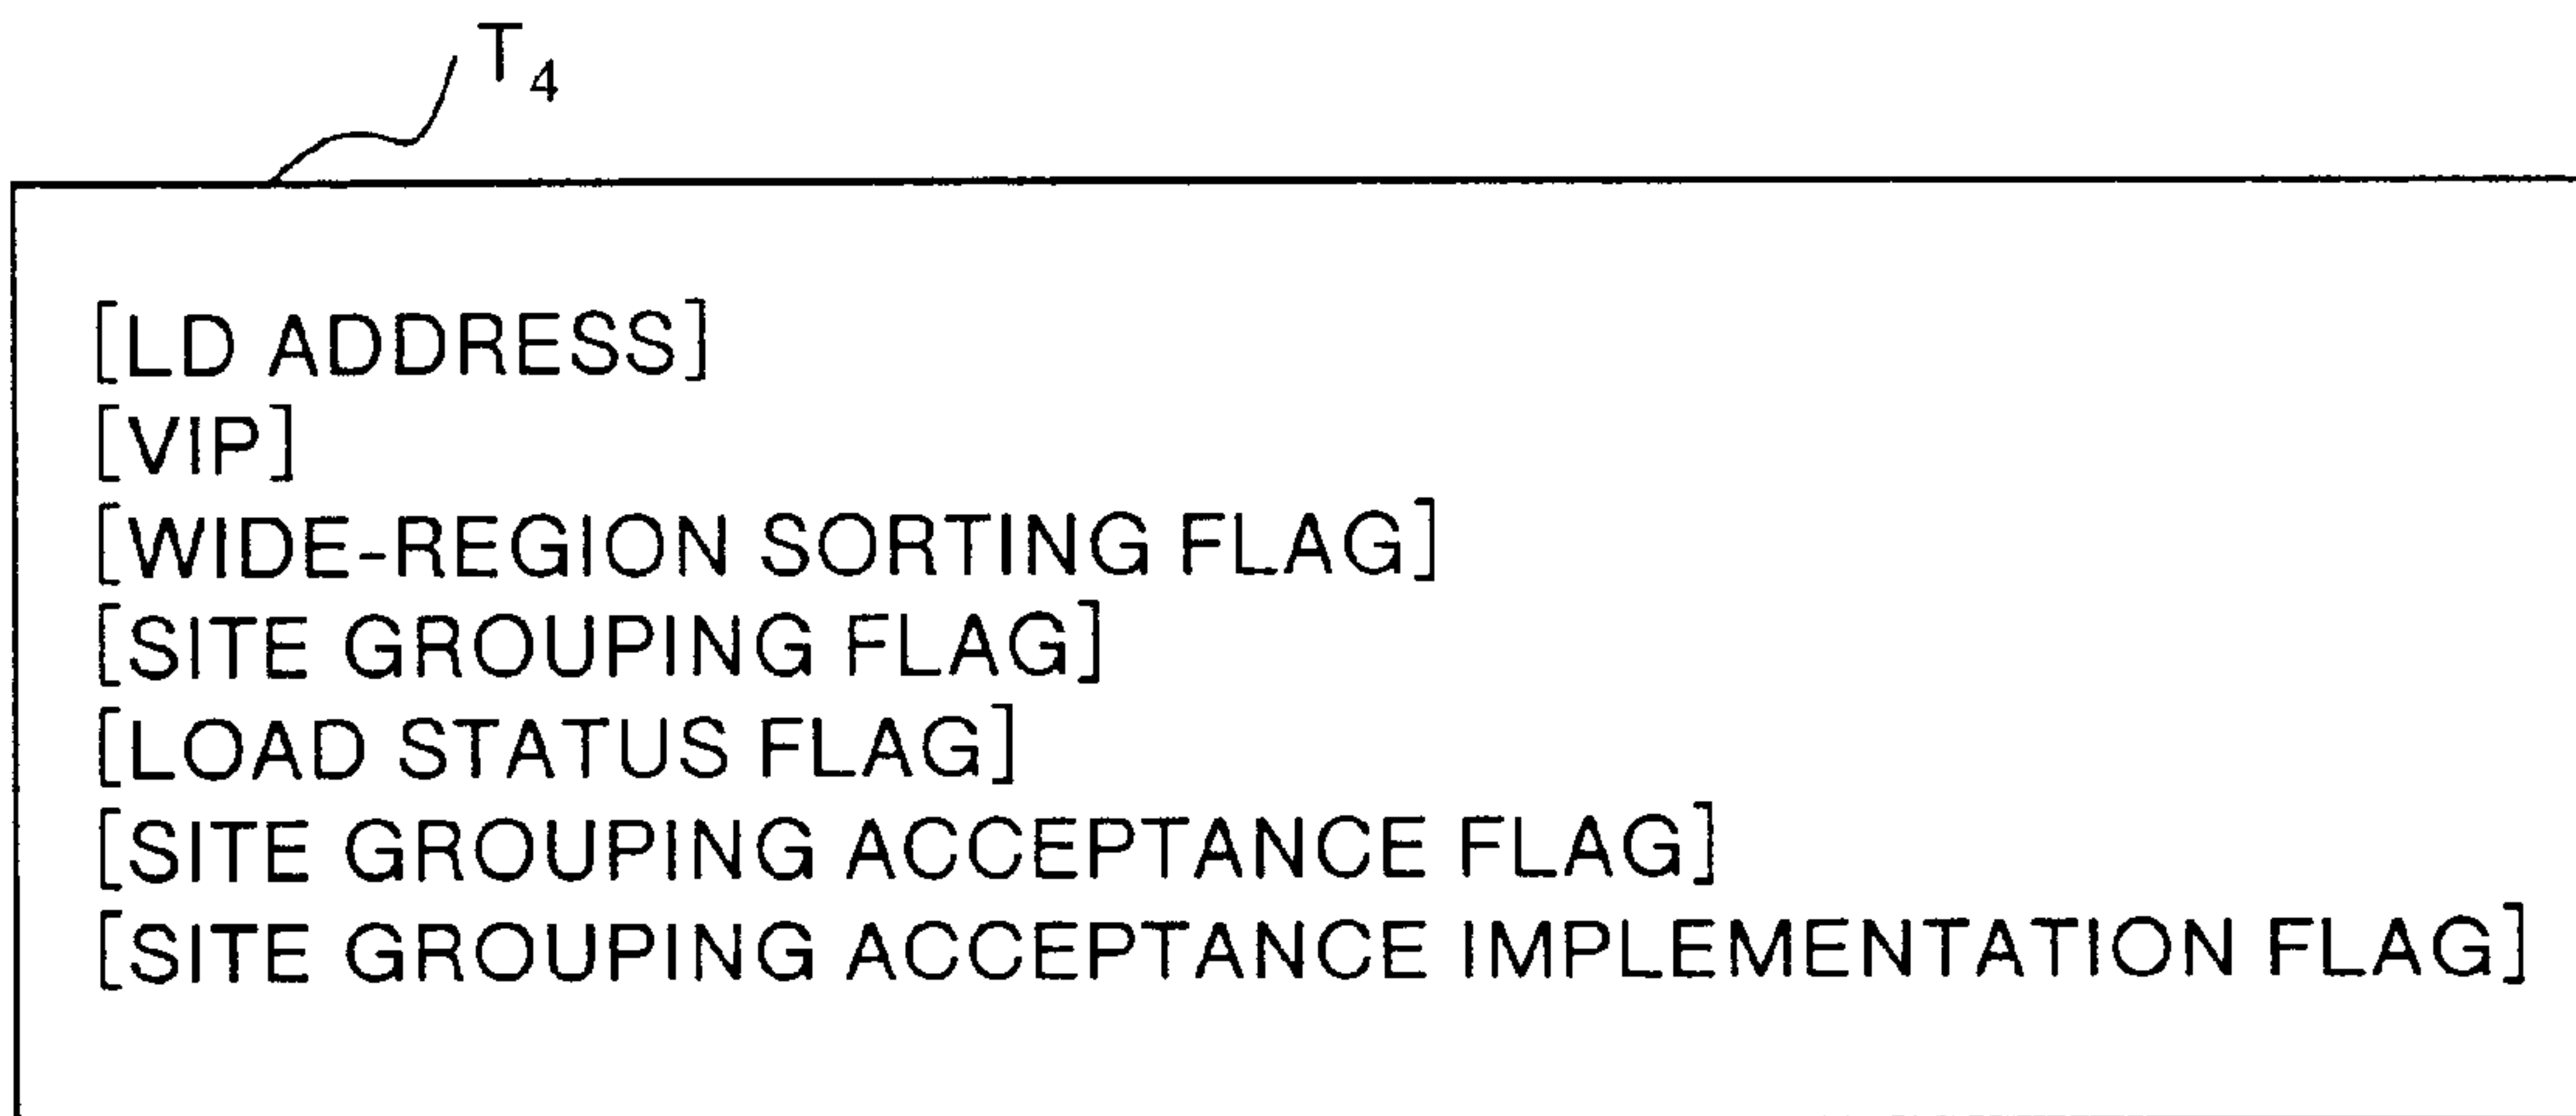 T4
[LD ADDRESS]
[VIP]
[WIDE-REGION SORTING FLAG]
[SITE GROUPING FLAG]
[LOAD STATUS FLAG]
[SITE GROUPING ACCEPTANCE FLAG]
[SITE GROUPING ACCEPTANCE IMPLEMENTATION FLAG]